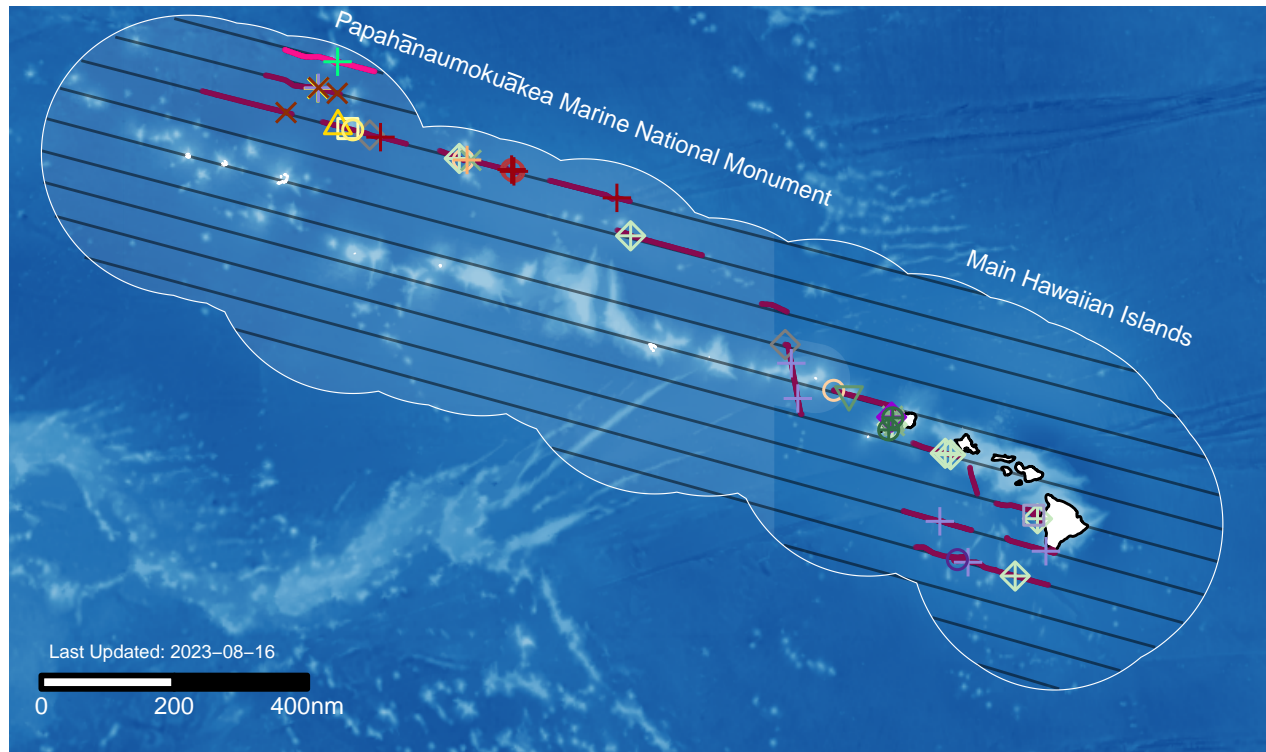 Papahānaumokuākea Marine National Monument
Main Hawaiian Islands
Last Updated: 2023−08−16
0 200 400nm